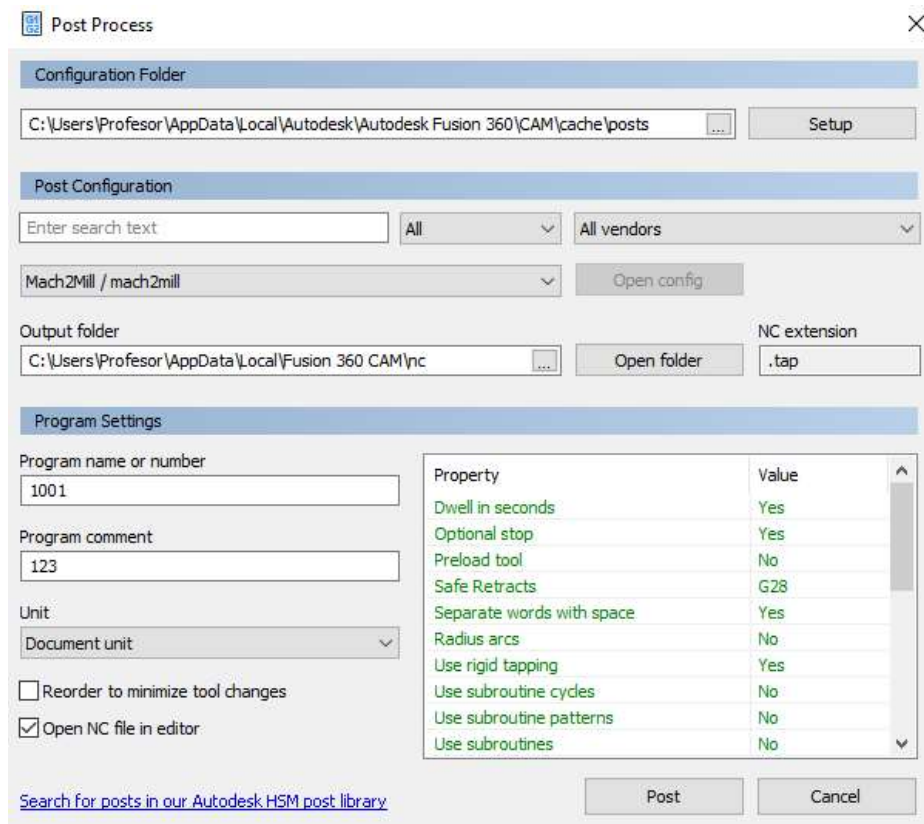 G1
G2
Post Process
Configuration Folder
C:\Users\Profesor\AppData\Local\Autodesk\Autodesk Fusion 360\CAM\cache\posts ... Setup
Post Configuration
Enter search text All All vendors
Mach2Mill / mach2mill Open config
Output folder NC extension
C:\Users\Profesor\AppData\Local\Fusion 360 CAM\nc ... Open folder .tap
Program Settings
Program name or number
1001
Program comment
123
Unit
Document unit
Reorder to minimize tool changes
Open NC file in editor
Property Value
Dwell in seconds Yes
Optional stop Yes
Preload tool No
Safe Retracts G28
Separate words with space Yes
Radius arcs No
Use rigid tapping Yes
Use subroutine cycles No
Use subroutine patterns No
Use subroutines No
Search for posts in our Autodesk HSM post library Post Cancel